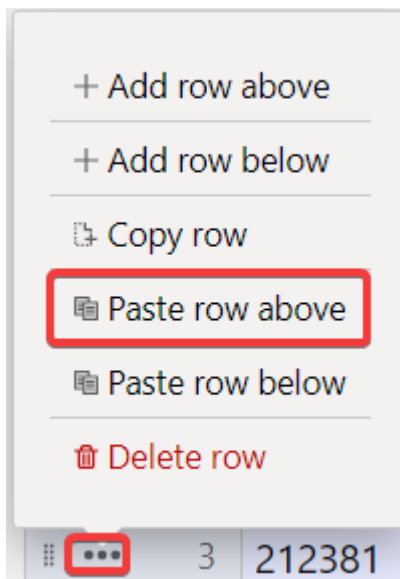 Add row above
Add row below
Copy row
Paste row above
Paste row below
Delete row
3 212381